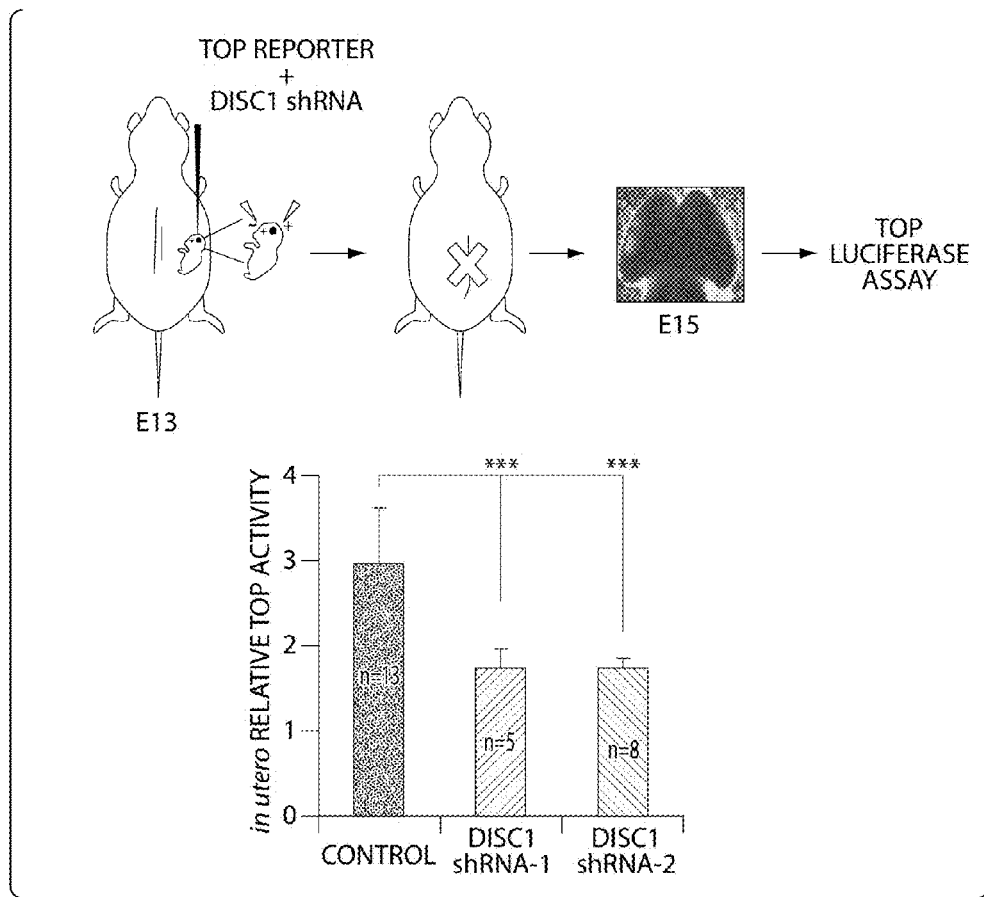 TOP REPORTER
+
DISC1 shRNA
- + +
E13
E15
TOP
LUCIFERASE
ASSAY
in utero RELATIVE TOP ACTIVITY
4
3
2
1
0
*** ***
n=13
n=5
n=8
CONTROL
DISC1
shRNA-1
DISC1
shRNA-2